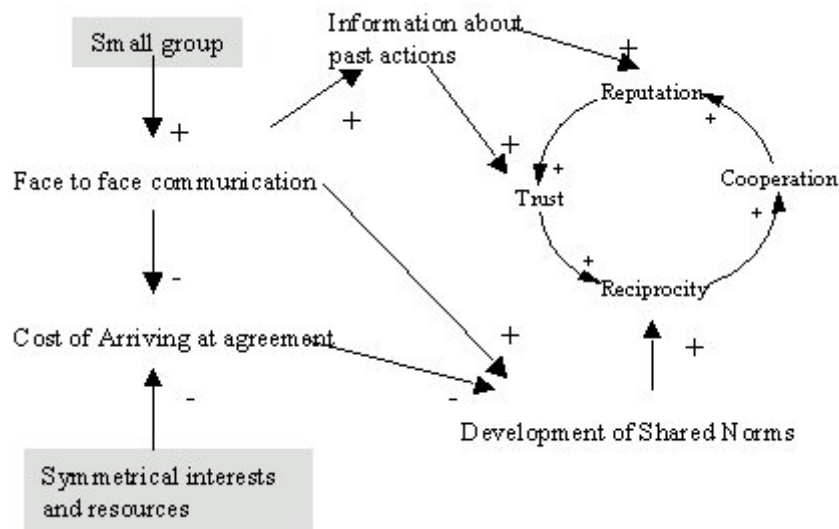 Small group
Information about
past actions
+
+
+
+
Reputation
+
+
+
Face to face communication
Trust
Cooperation
+
+
-
Reciprocity
Cost of Arriving at agreement
+
+
-
-
Development of Shared Norms
Symmetrical interests
and resources